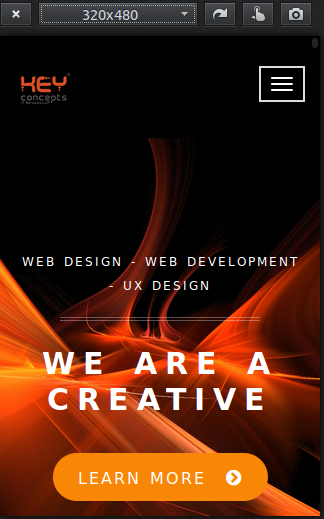 320x480
KEY
concepts
WEB DESIGN - WEB DEVELOPMENT
- UX DESIGN
WE ARE A
CREATIVE
LEARN MORE